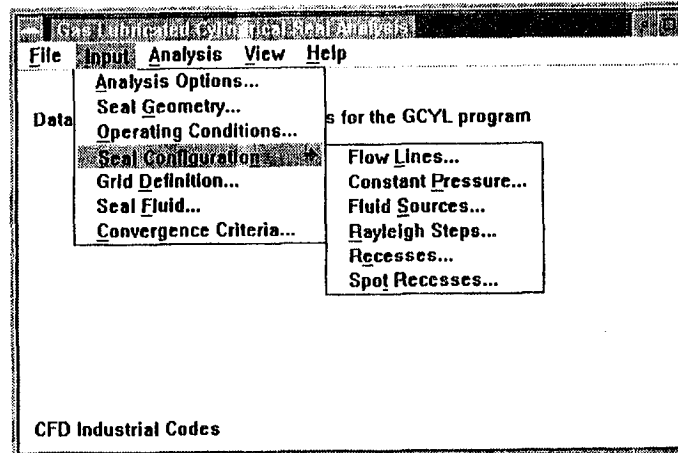 Gas Lubricated Cylindrical Seal Analysis
File Input Analysis View Help
Analysis Options...
Seal Geometry...
Data s for the GCYL program
Operating Conditions...
Seal Configuration
Grid Definition...
Seal Fluid...
Convergence Criteria...
Flow Lines...
Constant Pressure...
Fluid Sources...
Rayleigh Steps...
Recesses...
Spot Recesses...
CFD Industrial Codes